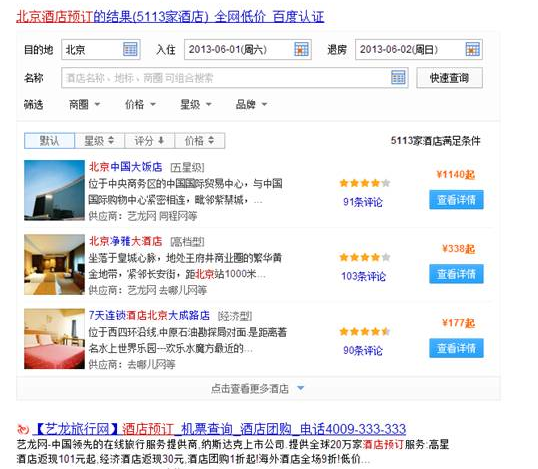 北京酒店预订的结果(5113家酒店)_全网低价_百度认证
目的地 北京 入住 2013-06-01(周六) 退房 2013-06-02(周日)
名称 酒店名称、地标、商圈 可组合搜索 快速查询
筛选 商圈 价格 星级 品牌
默认 星级 评分 价格 5113家酒店满足条件
北京中国大饭店 [五星级]
位于中央商务区的中国国际贸易中心，与中国
国际购物中心紧密相连，毗邻紫禁城，...
供应商：艺龙网 同程网等
91条评论
¥1140起
查看详情
北京净雅大酒店 [高档型]
坐落于皇城心脉，地处王府井商业圈的繁华黄
金地带，紧邻长安街，距北京站1000米...
供应商：艺龙网 去哪儿网等
103条评论
¥338起
查看详情
7天连锁酒店北京大成路店 [经济型]
位于西四环沿线.中原石油勘探局对面.是距离著
名水上世界乐园---欢乐水魔方最近的...
供应商：去哪儿网等
90条评论
¥177起
查看详情
点击查看更多酒店
【艺龙旅行网】酒店预订_机票查询_酒店团购_电话4009-333-333
艺龙网-中国领先的在线旅行服务提供商,纳斯达克上市公司.提供全球20万家酒店预订服务:高星
酒店返现101元起,经济酒店返现30元,酒店团购1折起!海外酒店全场9折!低价...